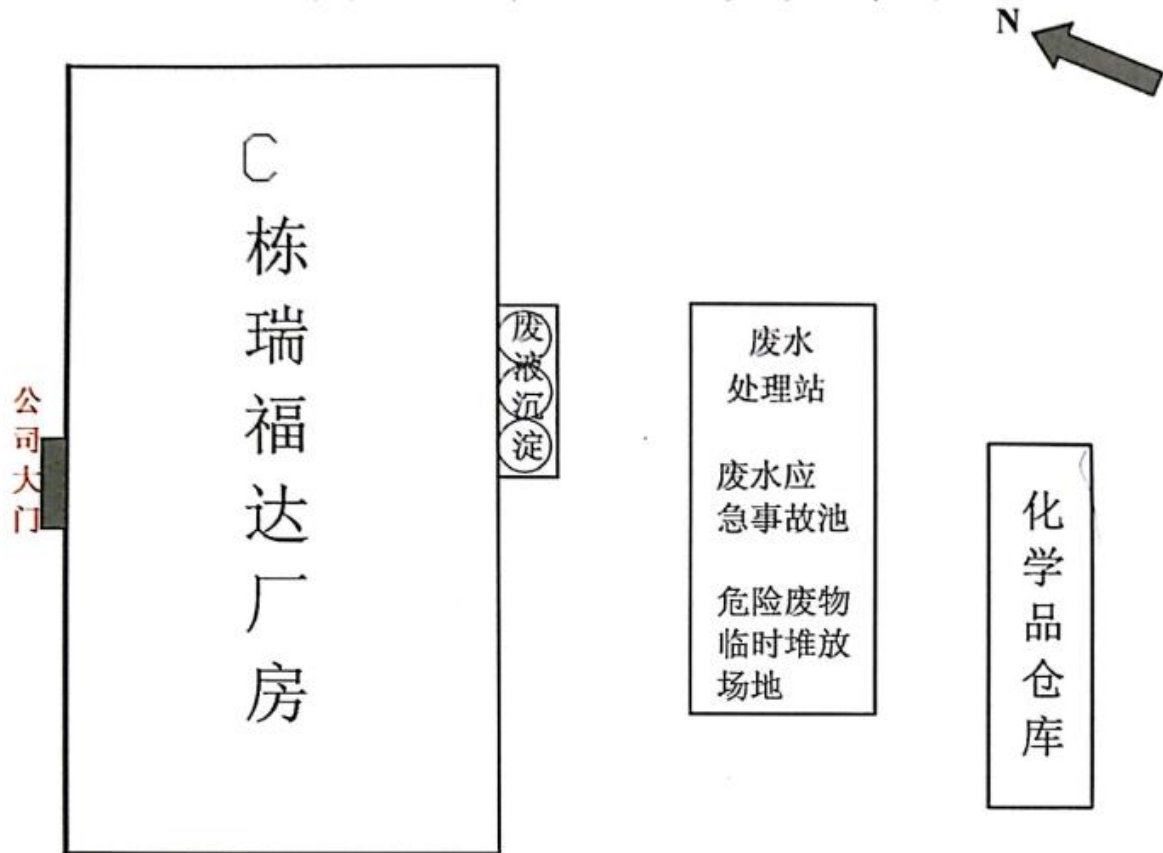 N
C栋瑞福达厂房
公司大门
废液沉淀
废水
处理站
废水应
急事故池
危险废物
临时堆放
场地
化学品仓库